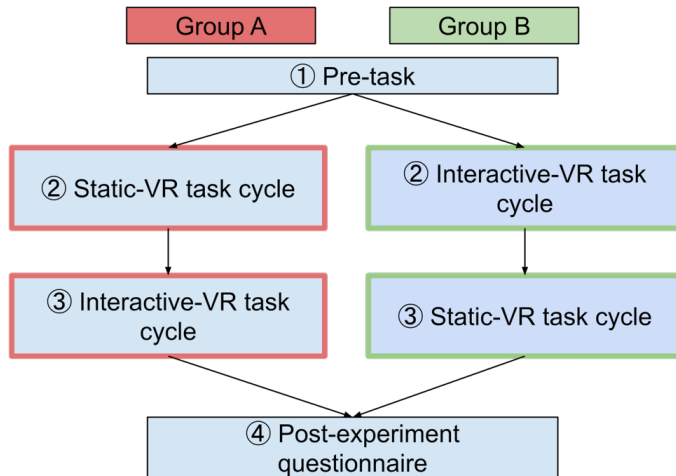 Group A
Group B
① Pre-task
② Static-VR task cycle
② Interactive-VR task
cycle
③ Interactive-VR task
cycle
③ Static-VR task cycle
④ Post-experiment
questionnaire